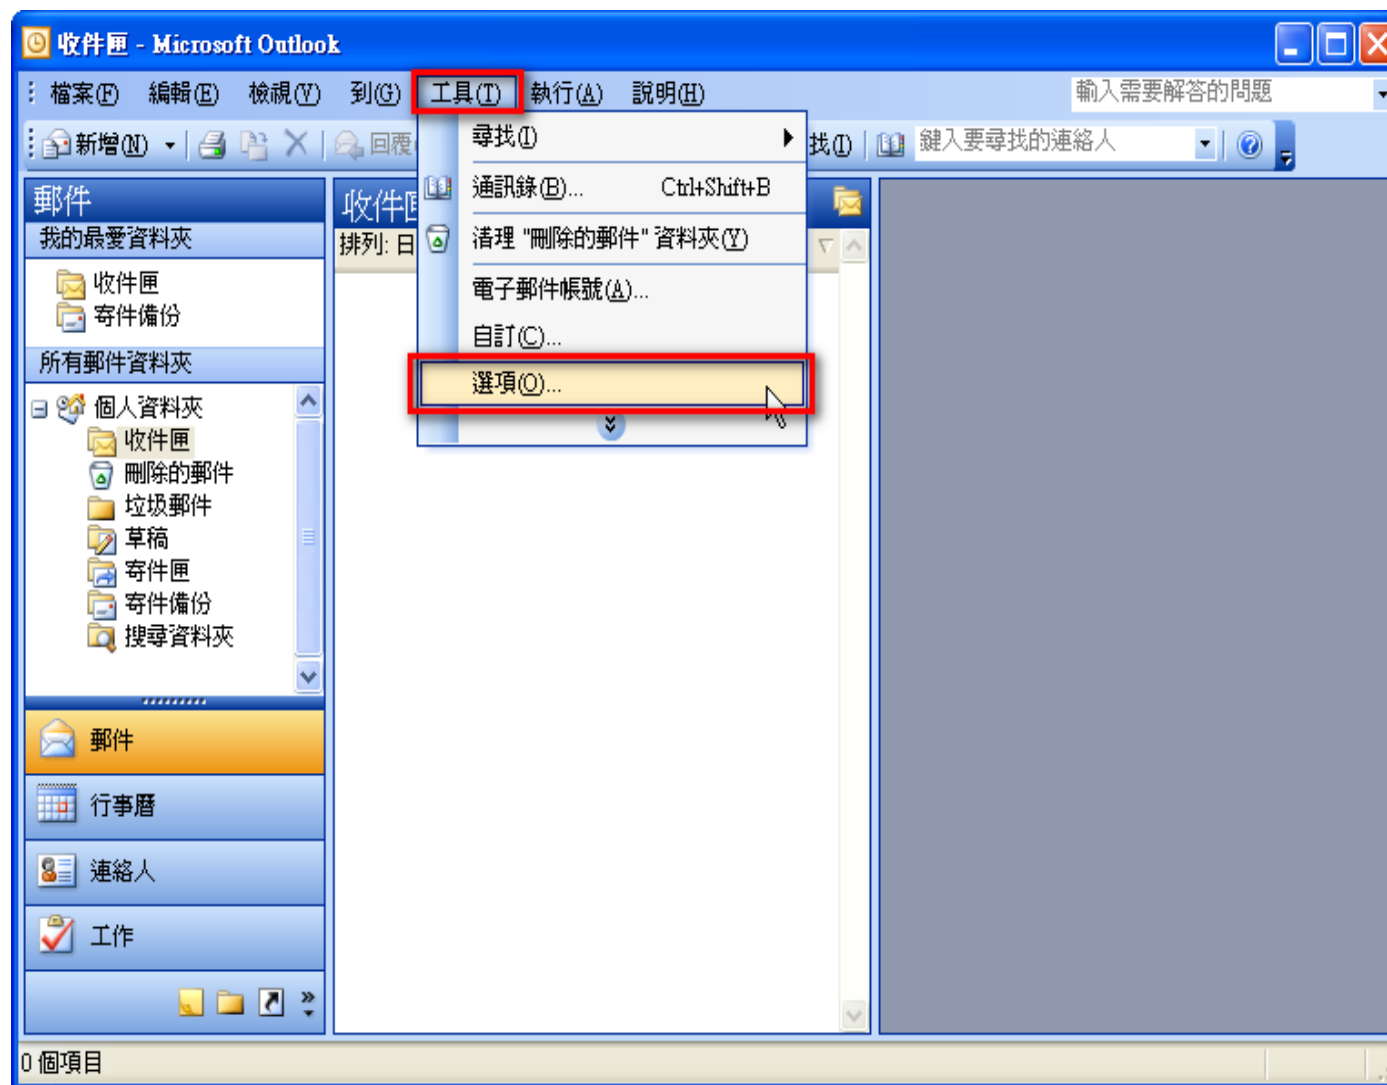 收件匣 - Microsoft Outlook
檔案(F) 編輯(E) 檢視(V) 到(G) 工具(T) 執行(A) 說明(H) 輸入需要解答的問題
新增(N) 回覆 找(I) 鍵入要尋找的連絡人
尋找(I)
通訊錄(B)... Ctrl+Shift+B
清理 "刪除的郵件" 資料夾(Y)
電子郵件帳號(A)...
自訂(C)...
選項(O)...
郵件
我的最愛資料夾
收件匣
寄件備份
所有郵件資料夾
個人資料夾
收件匣
刪除的郵件
垃圾郵件
草稿
寄件匣
寄件備份
搜尋資料夾
郵件
行事曆
連絡人
工作
收件匣
排列: 日
0 個項目